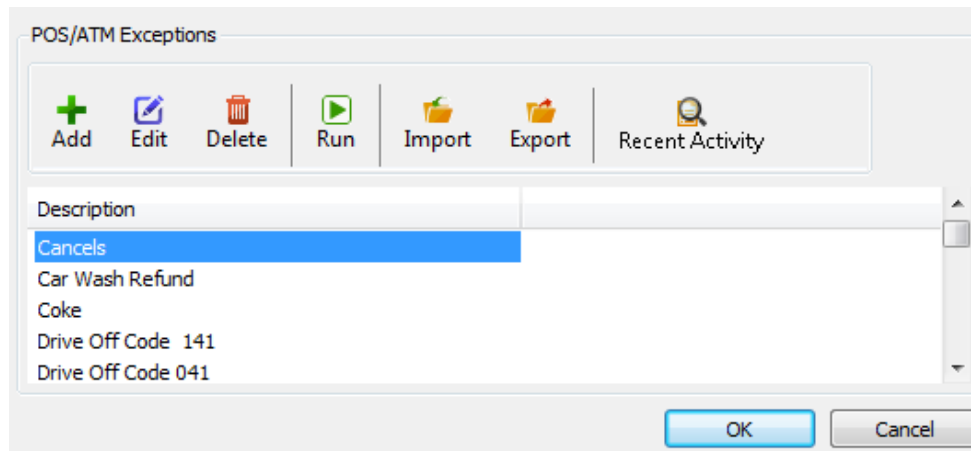 POS/ATM Exceptions
Add Edit Delete Run Import Export Recent Activity
Description
Cancels
Car Wash Refund
Coke
Drive Off Code  141
Drive Off Code 041
OK Cancel